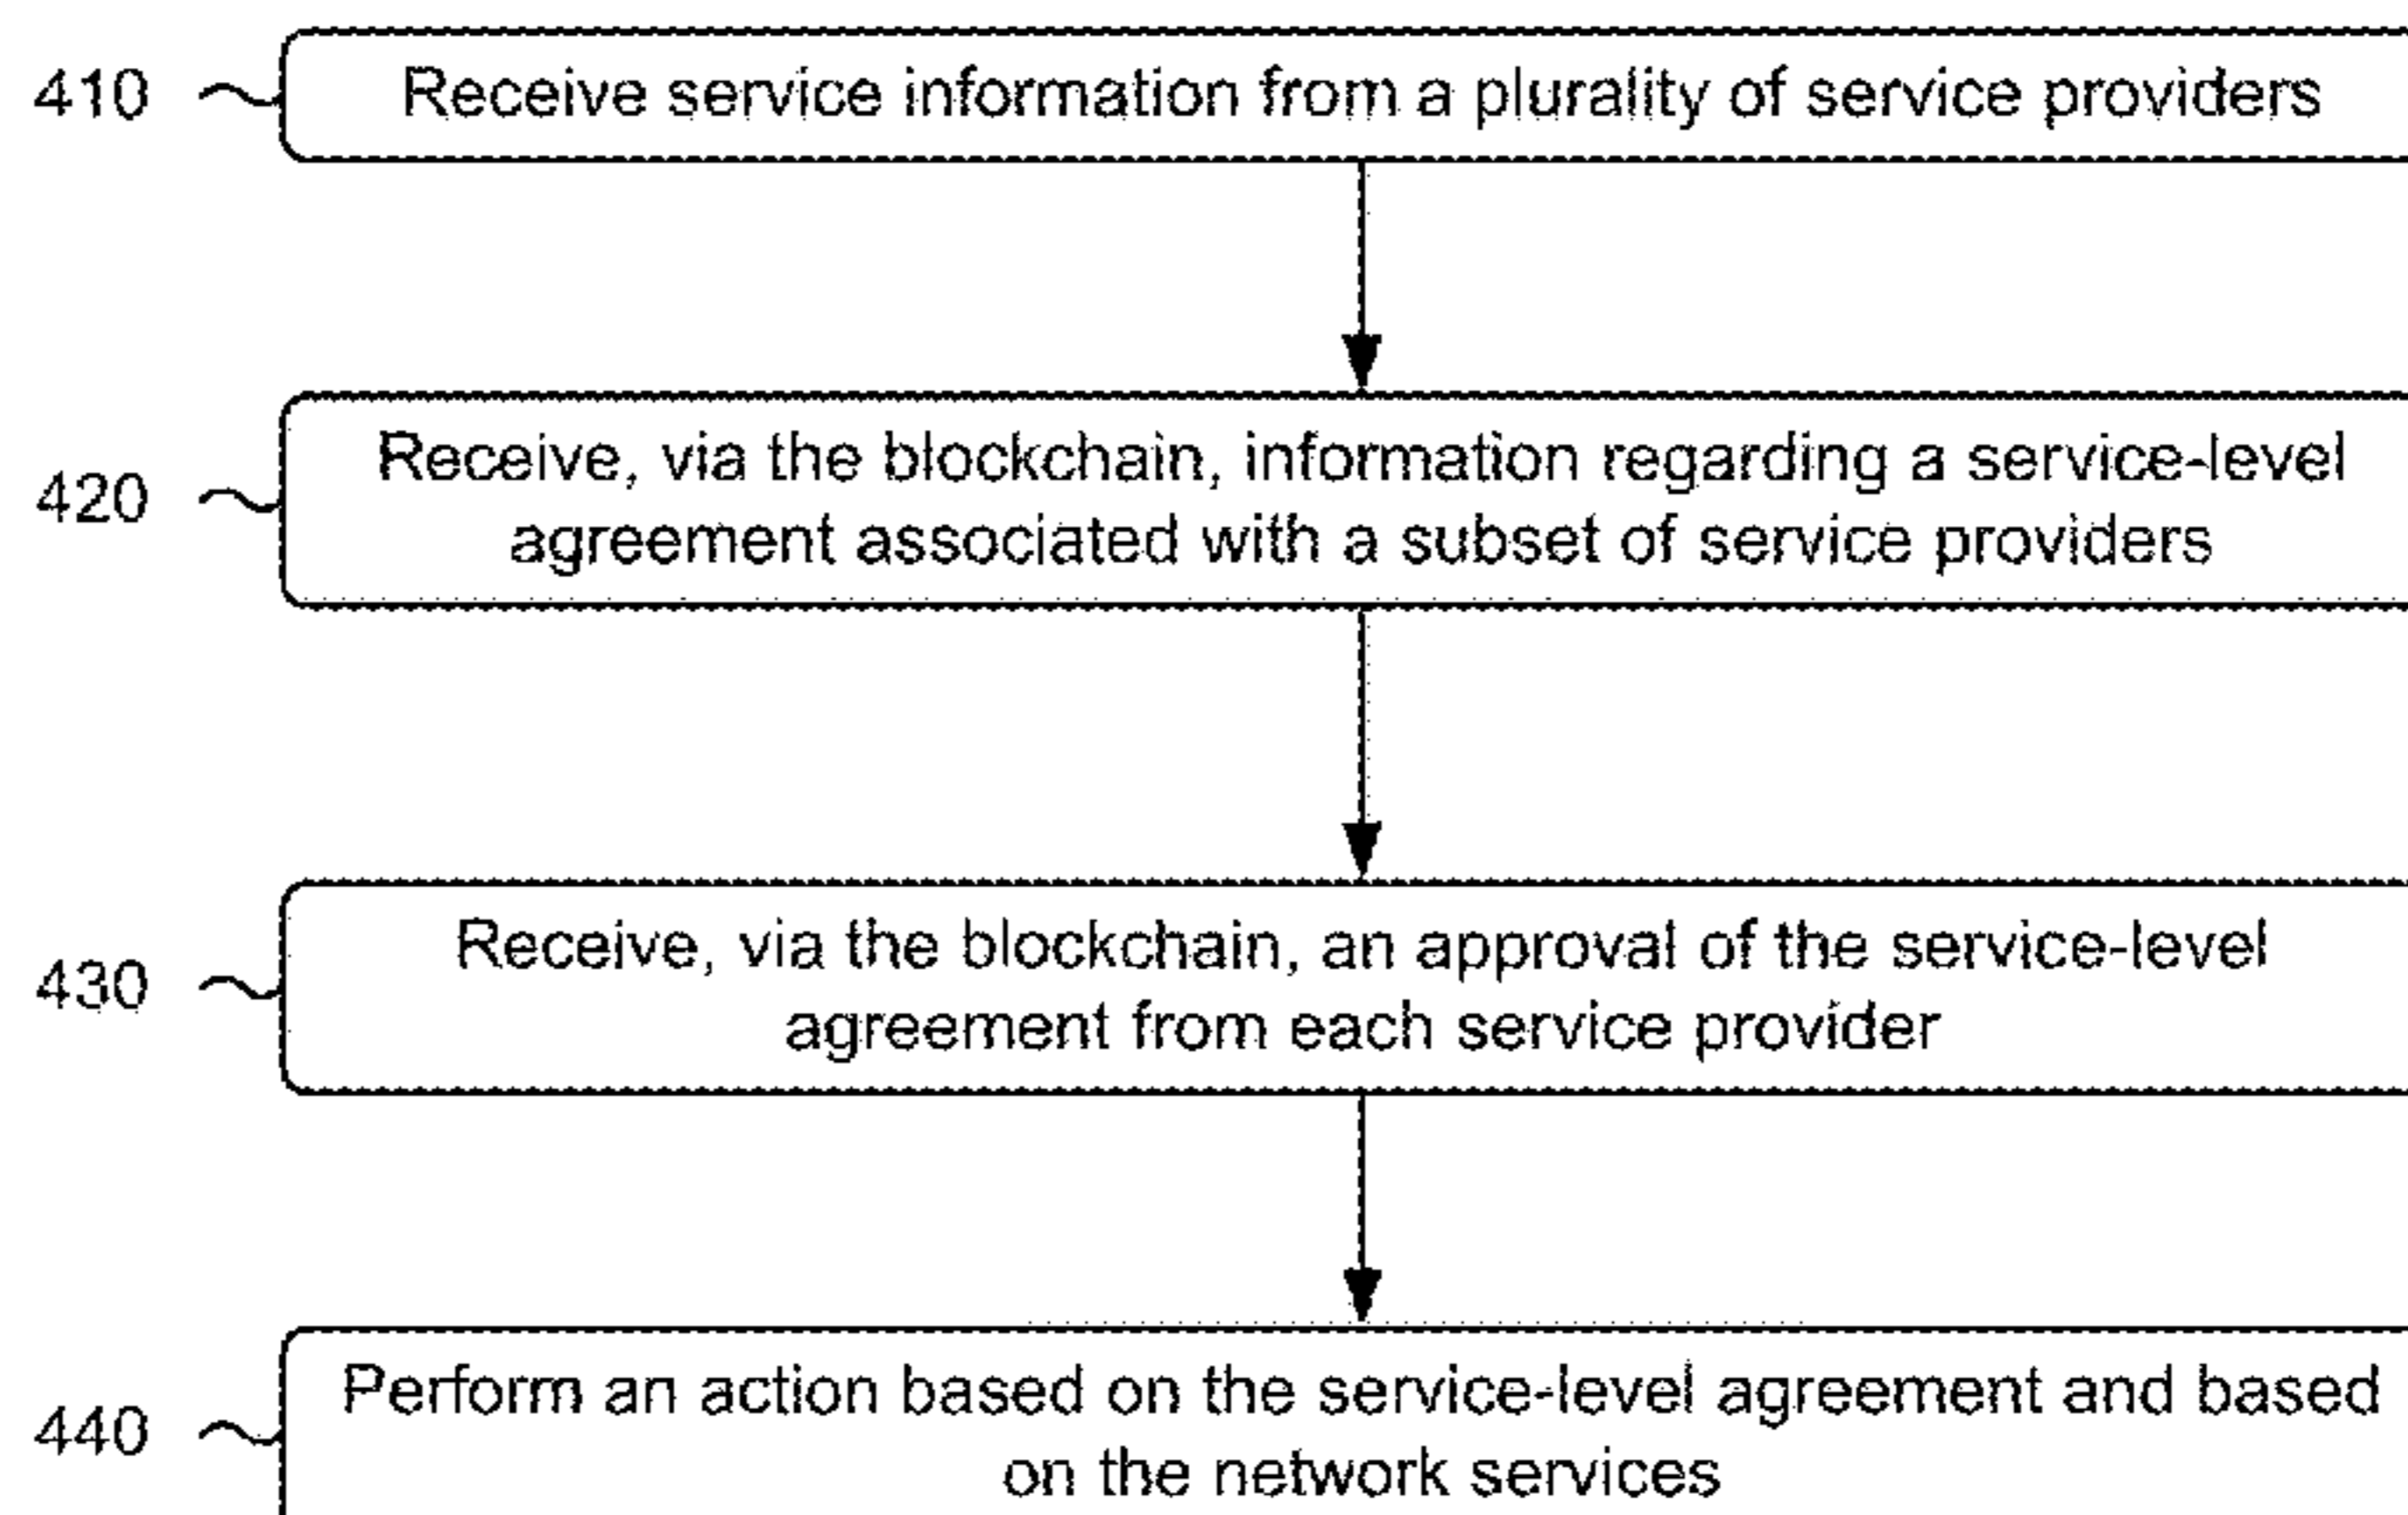 410 Receive service information from a plurality of service providers
Receive, via the blockchain, information regarding a service-level
420
agreement associated with a subset of service providers
Receive, via the blockchain, an approval of the service-level
430
agreement from each service provider
Perform an action based on the service-level agreement and based
440
on the network services